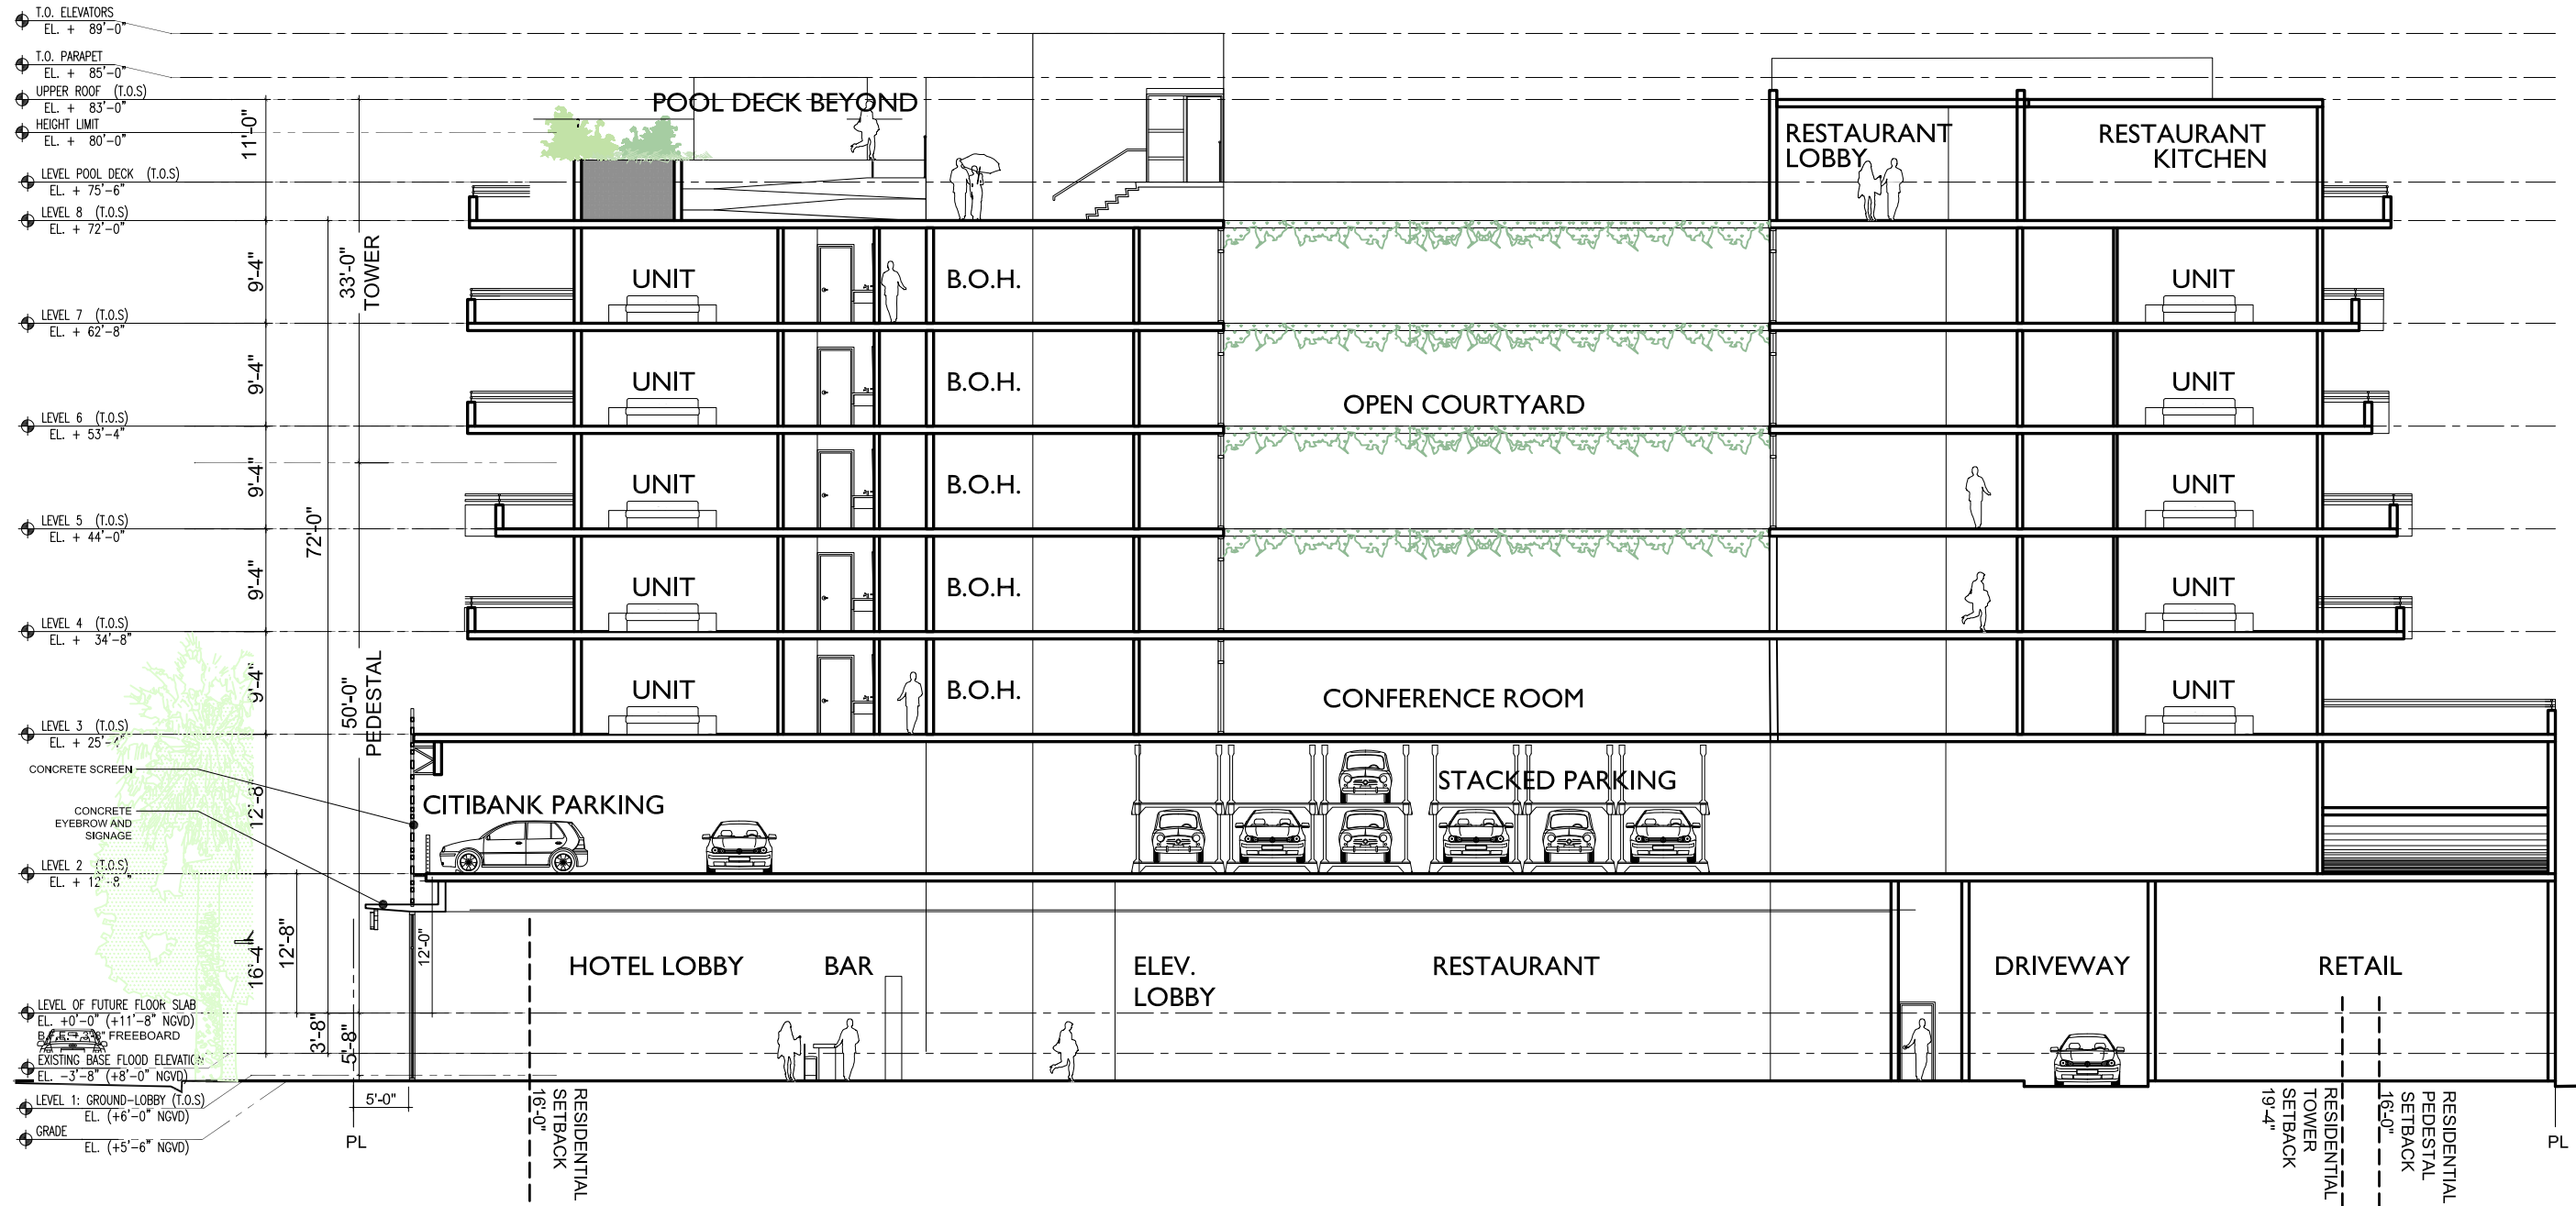 T.O. ELEVATORS
EL. + 89'-0"
T.O. PARAPET
EL. + 85'-0"
UPPER ROOF (T.O.S)
EL. + 83'-0"
HEIGHT LIMIT
EL. + 80'-0"
LEVEL POOL DECK (T.O.S)
EL. + 75'-6"
LEVEL 8 (T.O.S)
EL. + 72'-0"
LEVEL 7 (T.O.S)
EL. + 62'-8"
LEVEL 6 (T.O.S)
EL. + 53'-4"
LEVEL 5 (T.O.S)
EL. + 44'-0"
LEVEL 4 (T.O.S)
EL. + 34'-8"
LEVEL 3 (T.O.S)
EL. + 25'-4"
CONCRETE SCREEN
CONCRETE
EYEBROW AND
SIGNAGE
LEVEL 2 (T.O.S)
EL. + 12'-8"
LEVEL OF FUTURE FLOOR SLAB
EL. +0'-0" (+11'-8" NGVD)
FREEBOARD
EXISTING BASE FLOOD ELEVATION
EL. -3'-8" (+8'-0" NGVD)
LEVEL 1: GROUND-LOBBY (T.O.S)
EL. (+6'-0" NGVD)
GRADE
EL. (+5'-6" NGVD)
11'-0"
9'-4"
9'-4"
9'-4"
9'-4"
9'-4"
12'-8"
16'-4"
12'-8"
3'-8"
5'-8"
72'-0"
33'-0"
TOWER
50'-0"
PEDESTAL
12'-0"
5'-0"
PL
POOL DECK BEYOND
RESTAURANT
LOBBY
RESTAURANT
KITCHEN
UNIT
B.O.H.
UNIT
UNIT
B.O.H.
UNIT
OPEN COURTYARD
UNIT
B.O.H.
UNIT
UNIT
B.O.H.
UNIT
UNIT
B.O.H.
CONFERENCE ROOM
UNIT
CITIBANK PARKING
STACKED PARKING
HOTEL LOBBY
BAR
ELEV.
LOBBY
RESTAURANT
DRIVEWAY
RETAIL
RESIDENTIAL
SETBACK
16'-0"
RESIDENTIAL
TOWER
SETBACK
19'-4"
RESIDENTIAL
PEDESTAL
SETBACK
16'-0"
PL